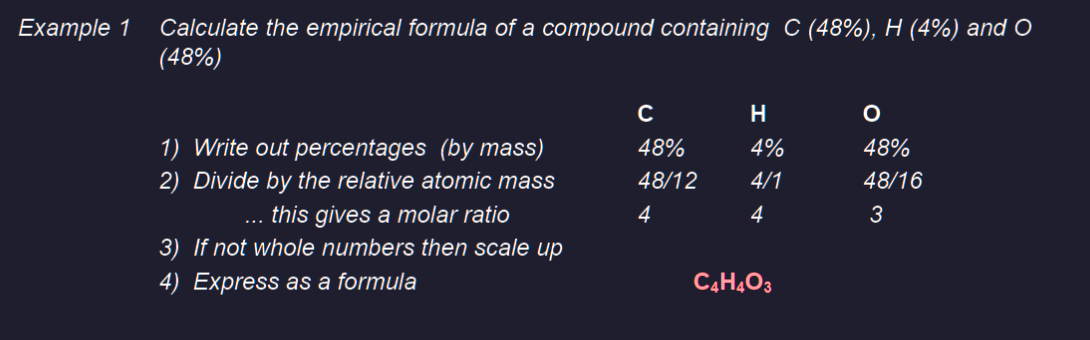 Example 1 Calculate the empirical formula of a compound containing C (48%), H (4%) and O
(48%)
C H O
1) Write out percentages (by mass) 48% 4% 48%
2) Divide by the relative atomic mass 48/12 4/1 48/16
... this gives a molar ratio 4 4 3
3) If not whole numbers then scale up
4) Express as a formula C₄H₄O₃